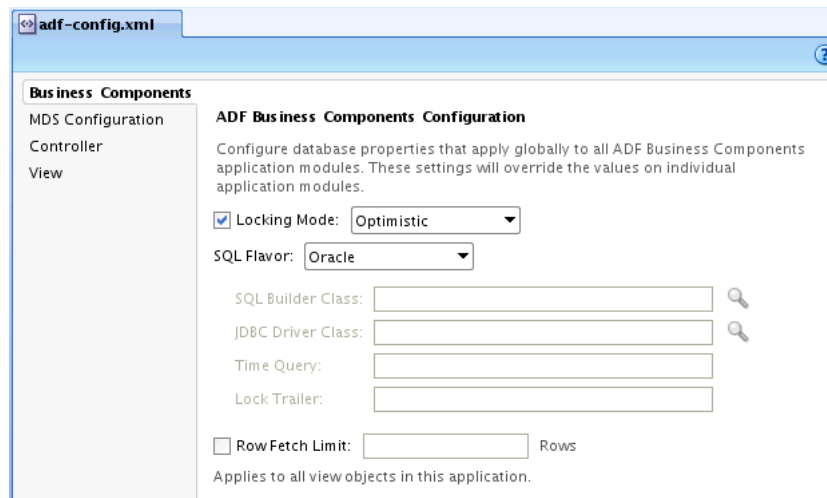 adf-config.xml
?
Business Components
MDS Configuration
Controller
View
ADF Business Components Configuration
Configure database properties that apply globally to all ADF Business Components
application modules. These settings will override the values on individual
application modules.
Locking Mode: Optimistic
SQL Flavor: Oracle
SQL Builder Class:
JDBC Driver Class:
Time Query:
Lock Trailer:
Row Fetch Limit: Rows
Applies to all view objects in this application.